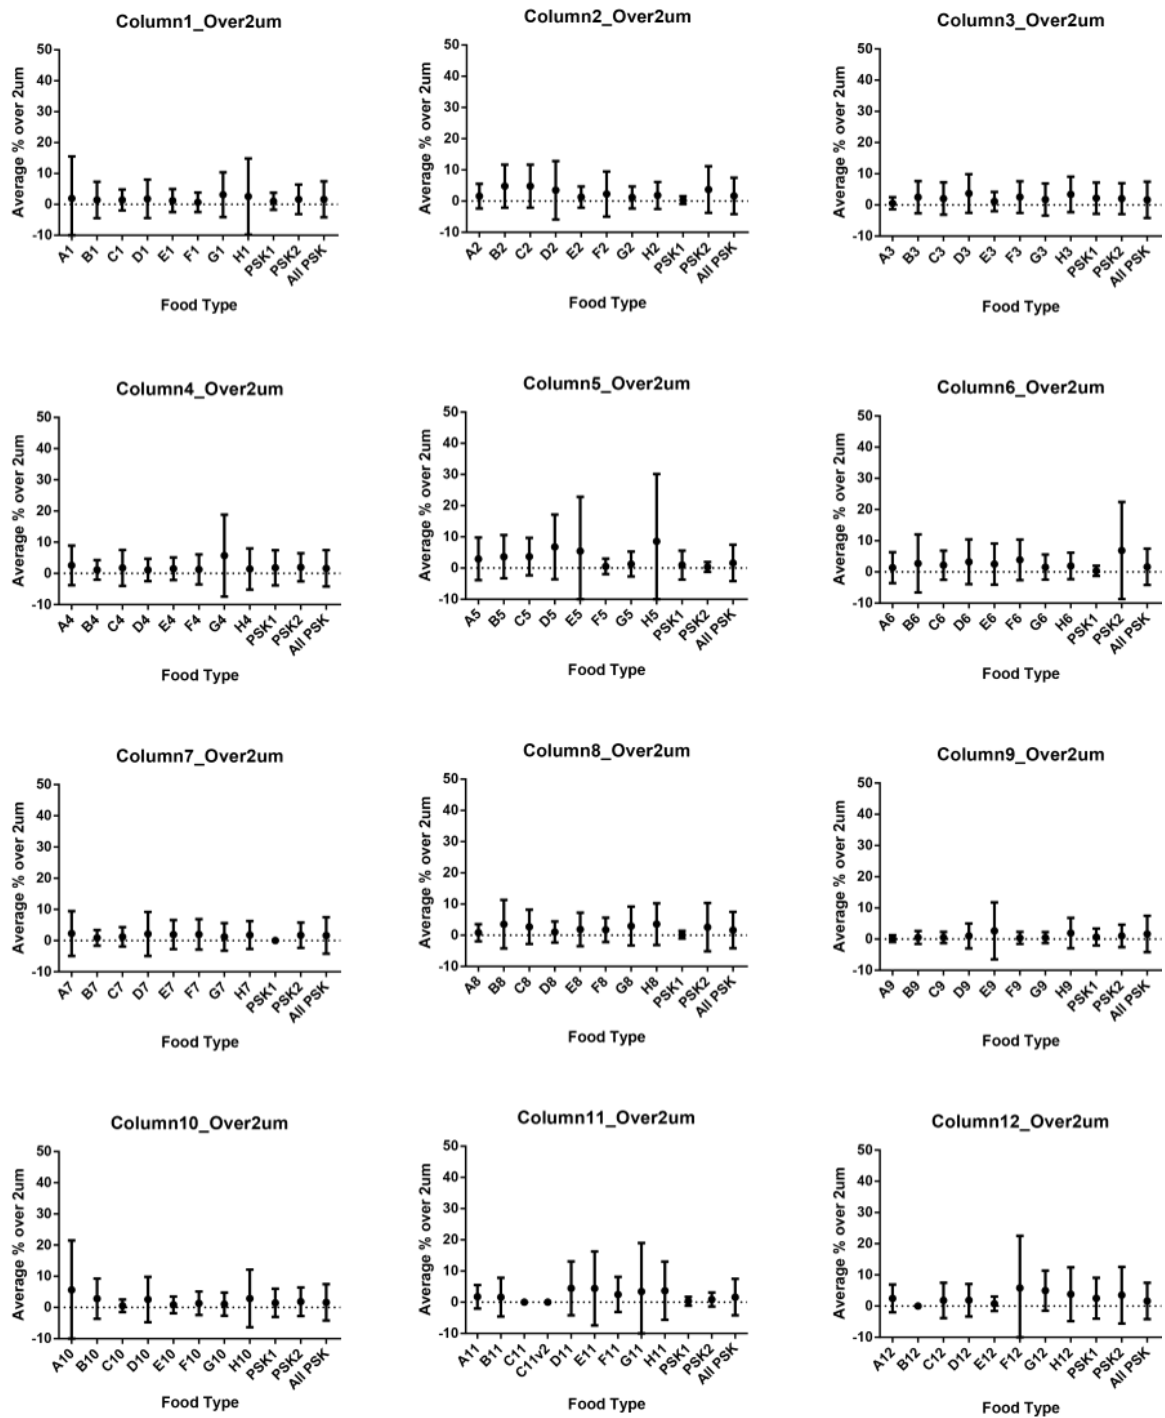 Column1_Over2um
Average % over 2um
50
40
30
20
10
0
-10
A1 B1 C1 D1 E1 F1 G1 H1 PSK1 PSK2 All PSK
Food Type
Column2_Over2um
Average % over 2um
50
40
30
20
10
0
-10
A2 B2 C2 D2 E2 F2 G2 H2 PSK1 PSK2 All PSK
Food Type
Column3_Over2um
Average % over 2um
50
40
30
20
10
0
-10
A3 B3 C3 D3 E3 F3 G3 H3 PSK1 PSK2 All PSK
Food Type
Column4_Over2um
Average % over 2um
50
40
30
20
10
0
-10
A4 B4 C4 D4 E4 F4 G4 H4 PSK1 PSK2 All PSK
Food Type
Column5_Over2um
Average % over 2um
50
40
30
20
10
0
-10
A5 B5 C5 D5 E5 F5 G5 H5 PSK1 PSK2 All PSK
Food Type
Column6_Over2um
Average % over 2um
50
40
30
20
10
0
-10
A6 B6 C6 D6 E6 F6 G6 H6 PSK1 PSK2 All PSK
Food Type
Column7_Over2um
Average % over 2um
50
40
30
20
10
0
-10
A7 B7 C7 D7 E7 F7 G7 H7 PSK1 PSK2 All PSK
Food Type
Column8_Over2um
Average % over 2um
50
40
30
20
10
0
-10
A8 B8 C8 D8 E8 F8 G8 H8 PSK1 PSK2 All PSK
Food Type
Column9_Over2um
Average % over 2um
50
40
30
20
10
0
-10
A9 B9 C9 D9 E9 F9 G9 H9 PSK1 PSK2 All PSK
Food Type
Column10_Over2um
Average % over 2um
50
40
30
20
10
0
-10
A10 B10 C10 D10 E10 F10 G10 H10 PSK1 PSK2 All PSK
Food Type
Column11_Over2um
Average % over 2um
50
40
30
20
10
0
-10
A11 B11 C11 C11v2 D11 E11 F11 G11 H11 PSK1 PSK2 All PSK
Food Type
Column12_Over2um
Average % over 2um
50
40
30
20
10
0
-10
A12 B12 C12 D12 E12 F12 G12 H12 PSK1 PSK2 All PSK
Food Type